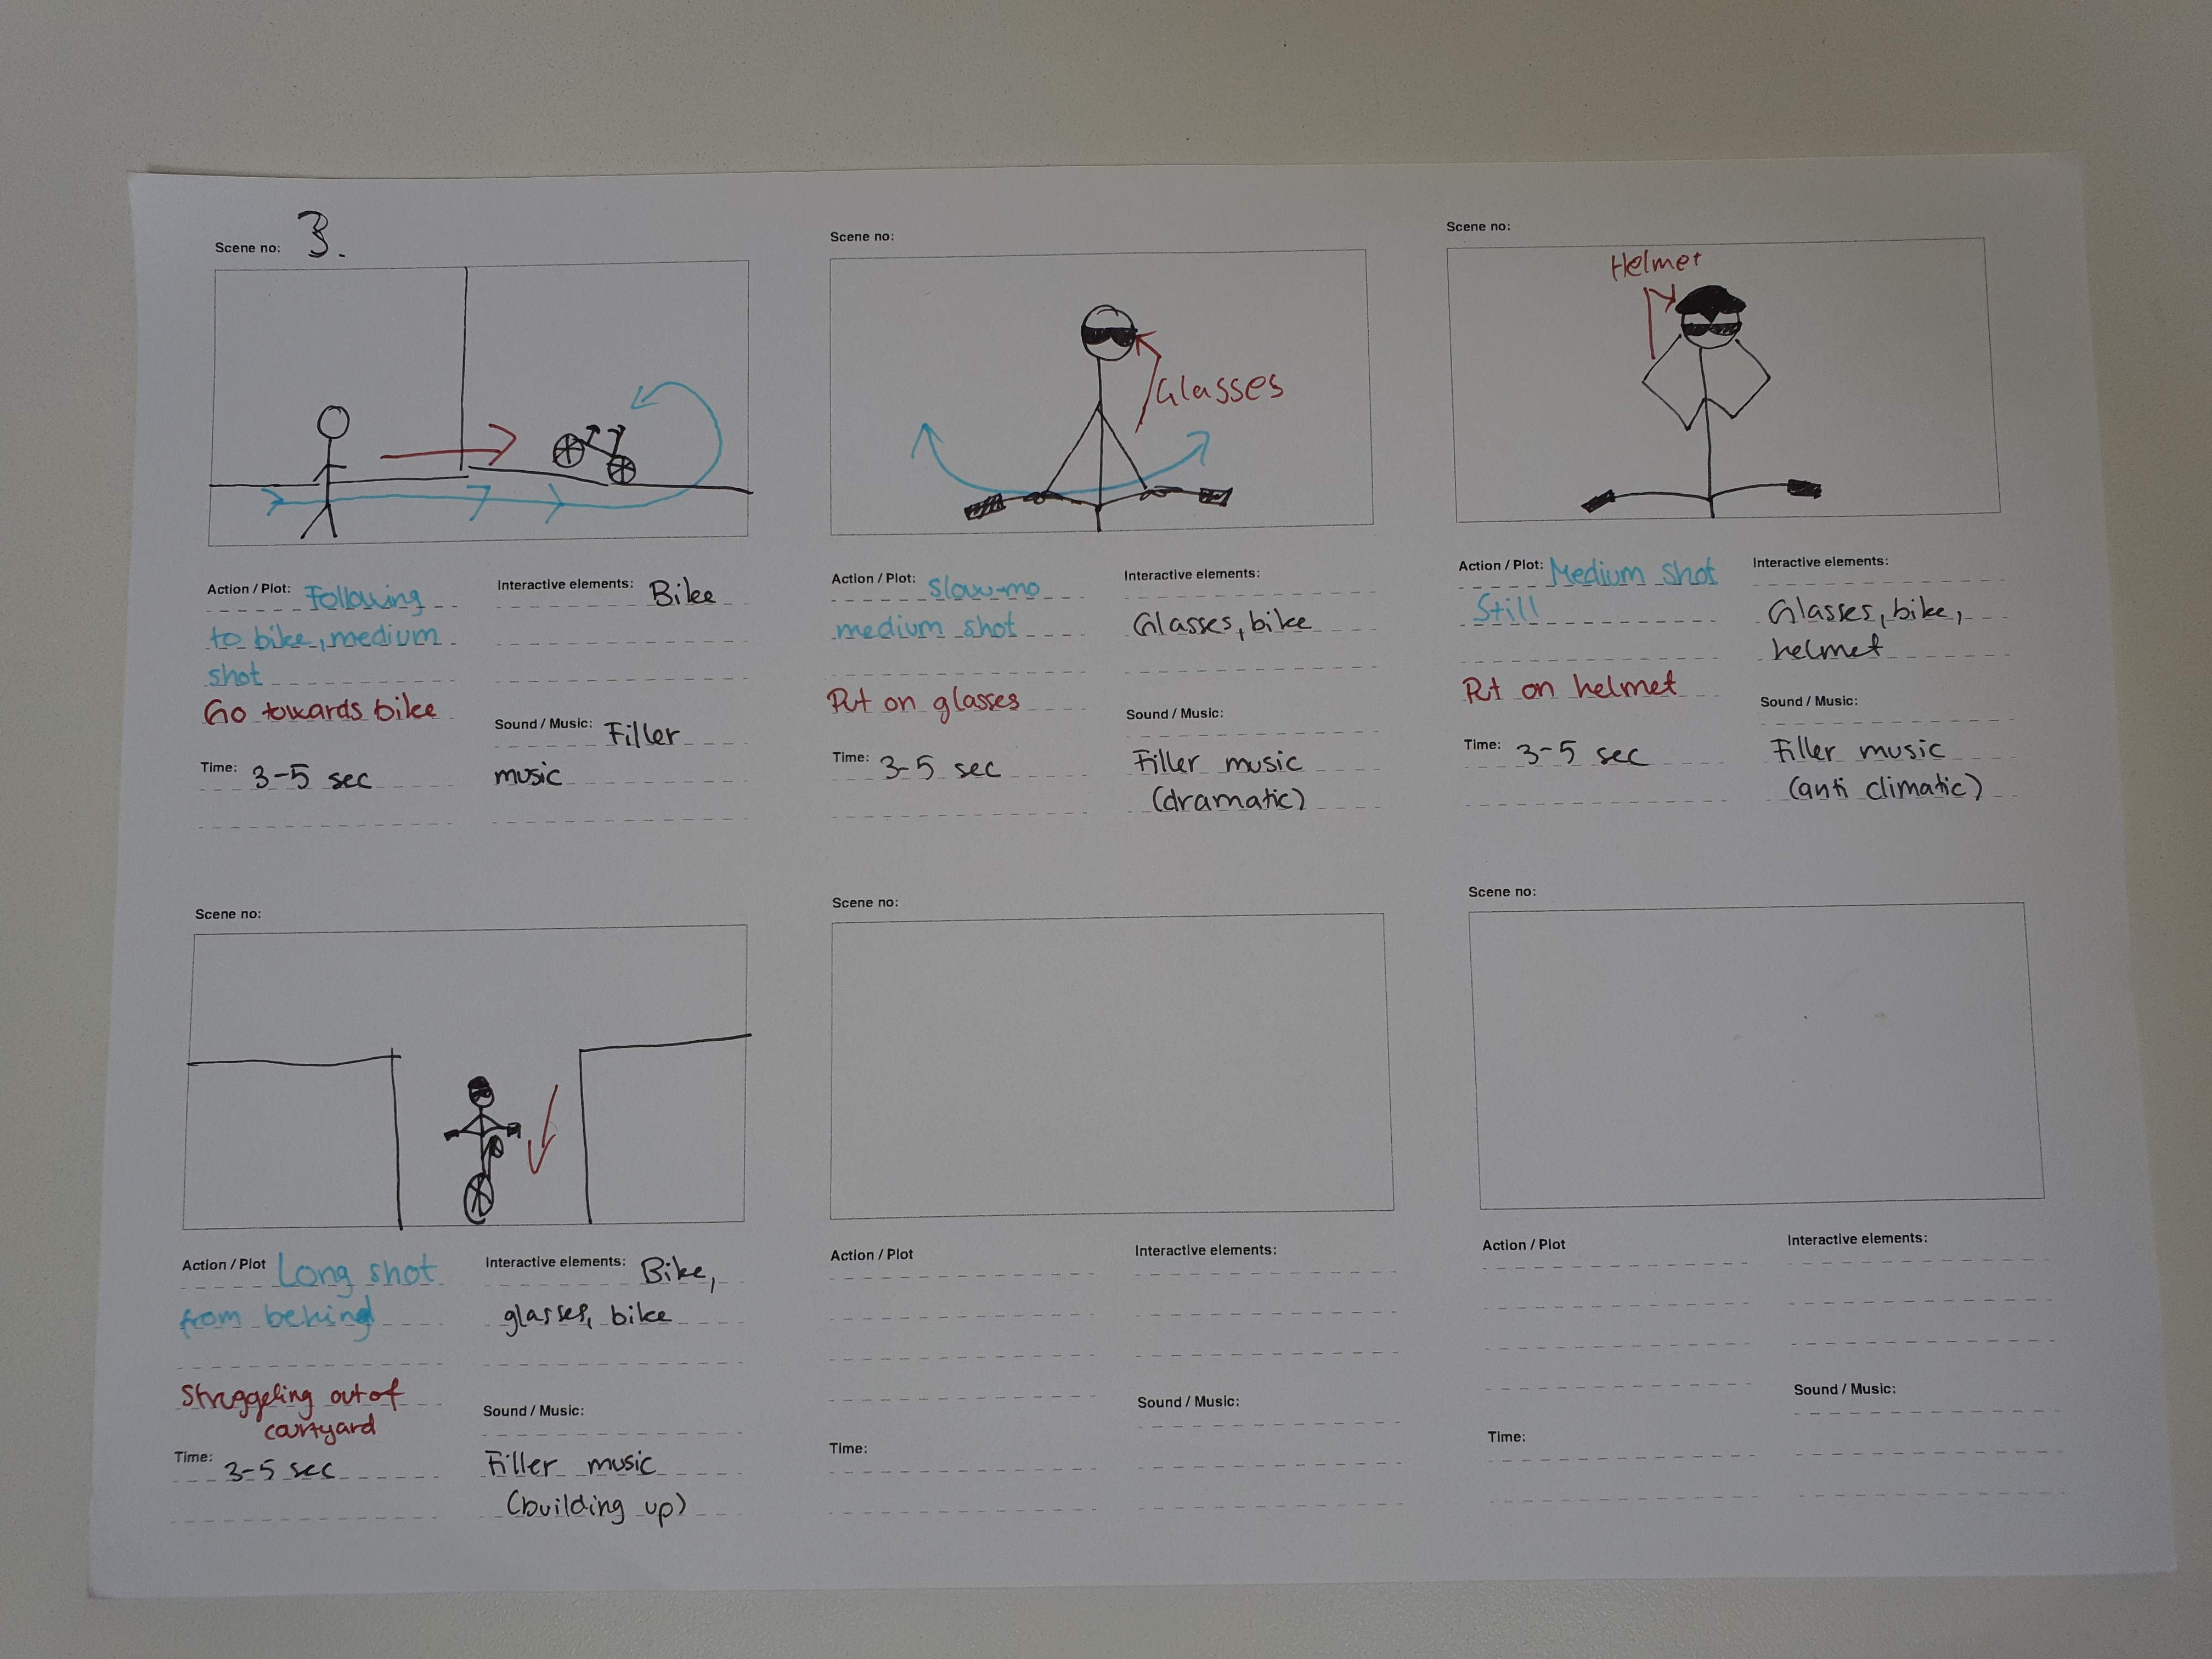 Scene no: 3.
Action / Plot: Following
to bike, medium
shot
Go towards bike
Time: 3-5 sec
Interactive elements: Bike
Sound / Music: Filler
music
Scene no:
Glasses
Action / Plot: Slow-mo
medium shot
Put on glasses
Time: 3-5 sec
Interactive elements:
Glasses, bike
Sound / Music:
Filler music
(dramatic)
Scene no:
Helmet
Action / Plot: Medium shot
Still
Put on helmet
Time: 3-5 sec
Interactive elements:
Glasses, bike,
helmet
Sound / Music:
Filler music
(anti climatic)
Scene no:
Action / Plot Long shot
from behind
Struggeling out of
courtyard
Time: 3-5 sec
Interactive elements: Bike,
glasses, bike
Sound / Music:
Filler music
(building up)
Scene no:
Action / Plot
Time:
Interactive elements:
Sound / Music:
Scene no:
Action / Plot
Time:
Interactive elements:
Sound / Music: